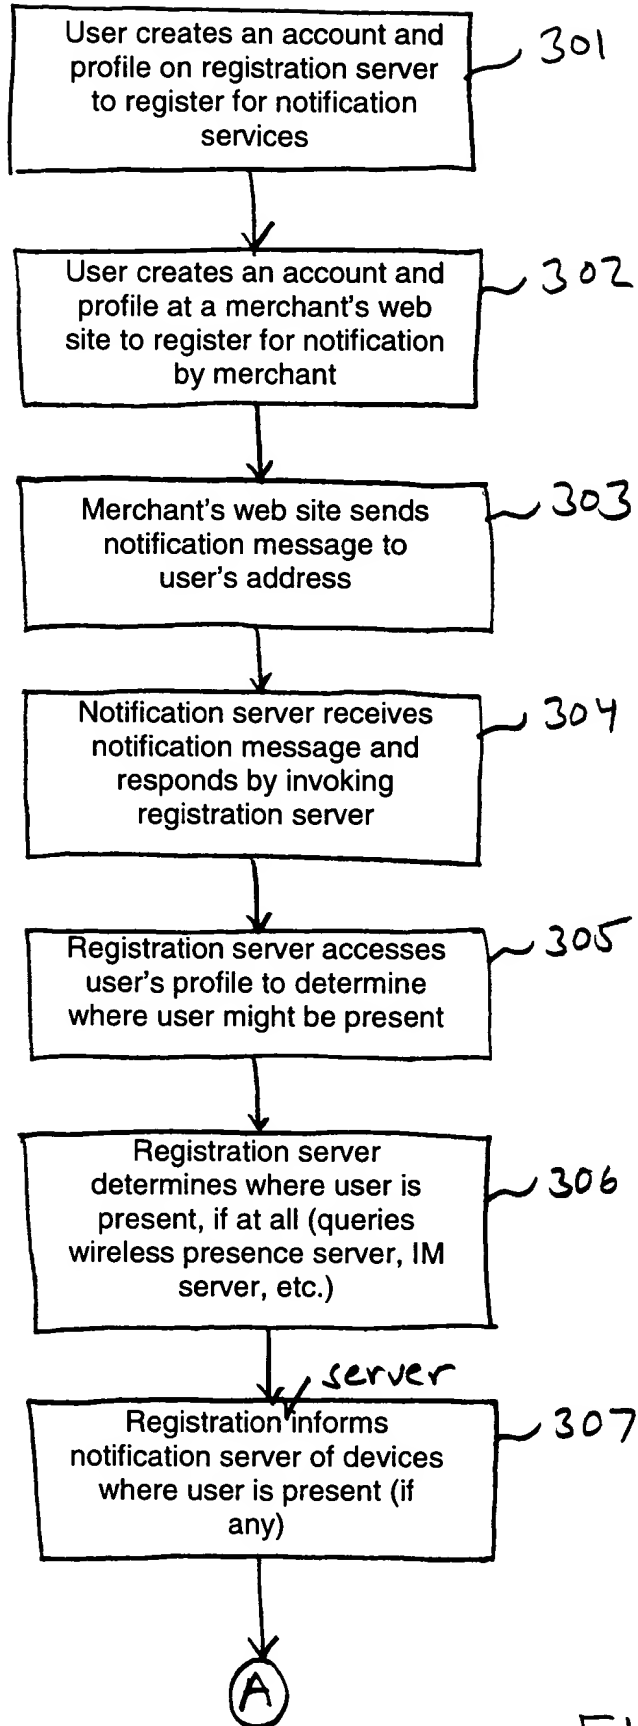 User creates an account and
profile on registration server
to register for notification
services
301
User creates an account and
profile at a merchant's web
site to register for notification
by merchant
302
Merchant's web site sends
notification message to
user's address
303
Notification server receives
notification message and
responds by invoking
registration server
304
Registration server accesses
user's profile to determine
where user might be present
305
Registration server
determines where user is
present, if at all (queries
wireless presence server, IM
server, etc.)
306
server
Registration informs
notification server of devices
where user is present (if
any)
307
A